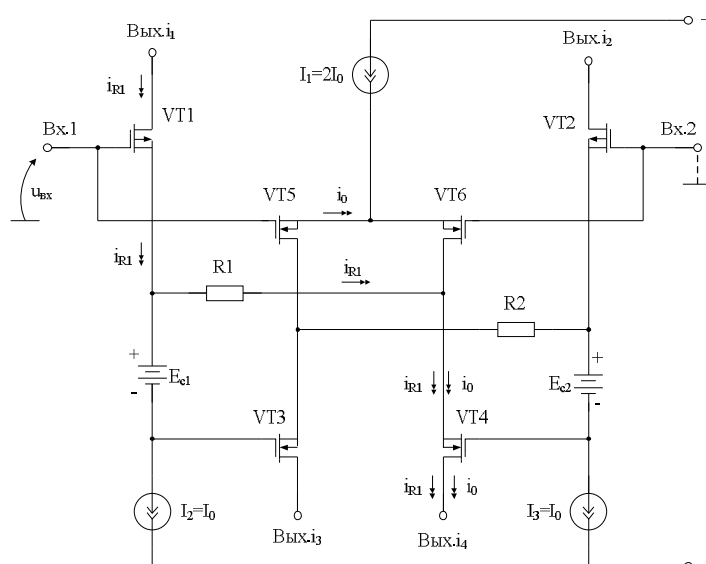 Вых.i1
Вых.i2
I1=2I0
iR1
VT1
VT2
Вх.1
Вх.2
uвх
VT5
i0
VT6
iR1
R1
iR1
R2
+
Ec1
-
iR1
i0
+
Ec2
-
VT3
VT4
I2=I0
iR1
i0
I3=I0
Вых.i3
Вых.i4